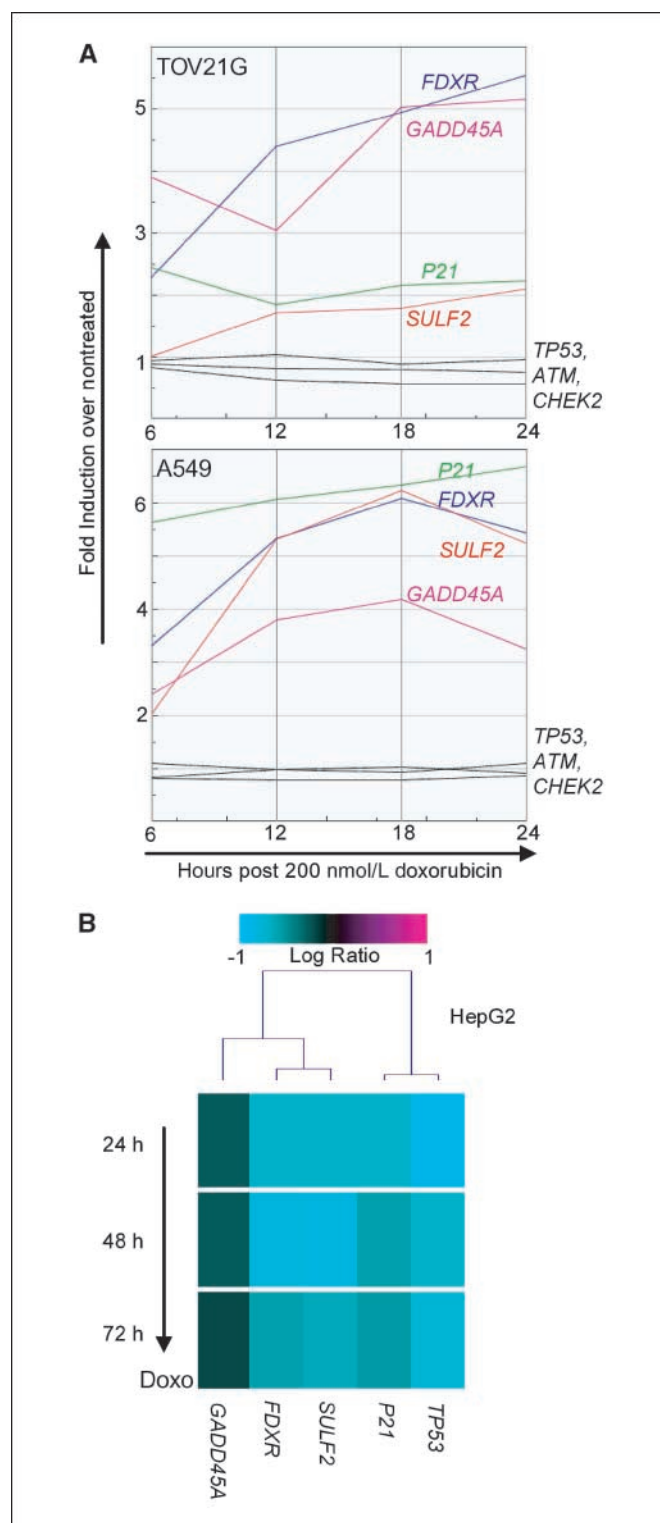 A
TOV21G
FDXR
GADD45A
P21
SULF2
TP53,
ATM,
CHEK2
5
3
1
6 12 18 24
Fold Induction over nontreated
A549
P21
FDXR
SULF2
GADD45A
TP53,
ATM,
CHEK2
6
4
2
6 12 18 24
Hours post 200 nmol/L doxorubicin
B
-1 Log Ratio 1
HepG2
24 h
48 h
72 h
Doxo
GADD45A
FDXR
SULF2
P21
TP53